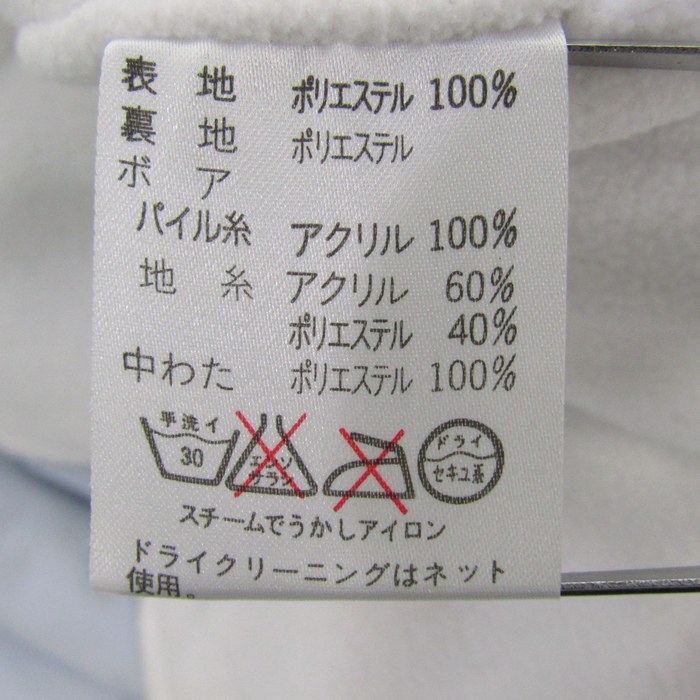 表 地 ポリエステル 100%
裏 地 ポリエステル
ボ ア
パイル糸 アクリル 100%
地 糸 アクリル 60%
ポリエステル 40%
中わた ポリエステル 100%
手洗イ
30
エンソ
サラシ
ドライ
セキユ系
スチームでうかしアイロン
ドライクリーニングはネット
使用。